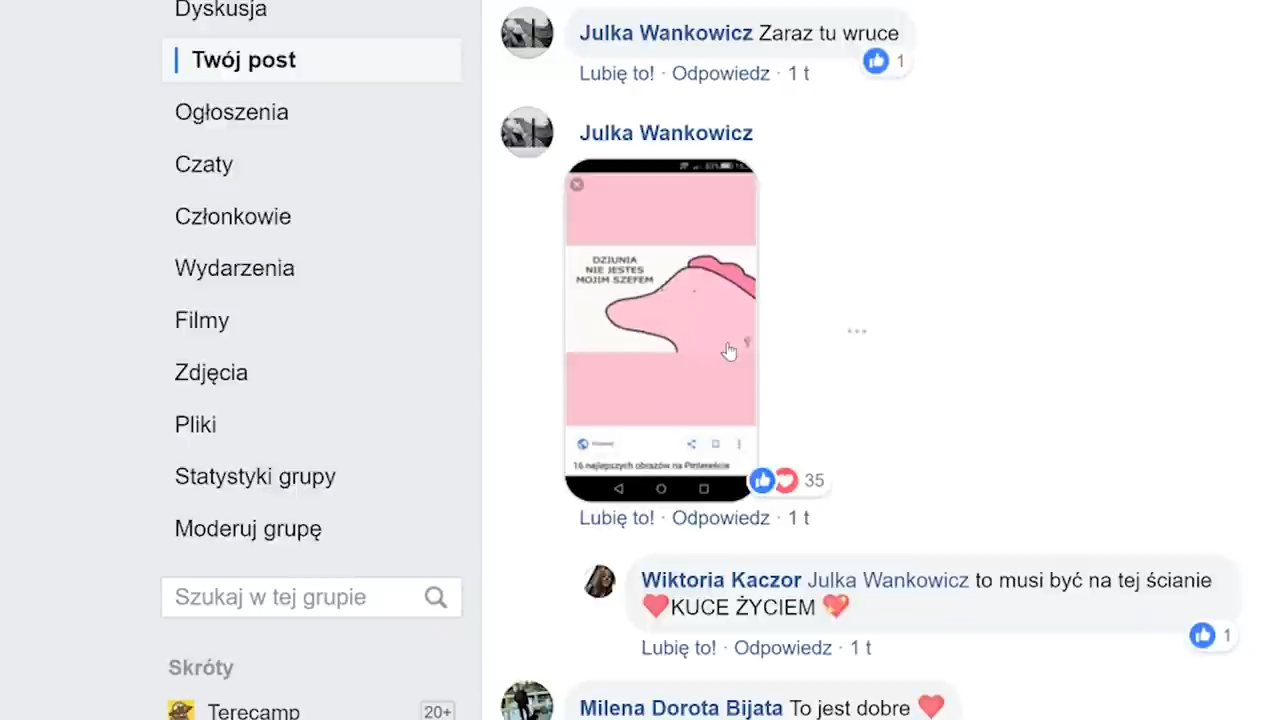 Dyskusja
Twój post
Ogłoszenia
Czaty
Członkowie
Wydarzenia
Filmy
Zdjęcia
Pliki
Statystyki grupy
Moderuj grupę
Szukaj w tej grupie
Skróty
Terecamp 20+
Julka Wankowicz Zaraz tu wruce
1
Lubię to! · Odpowiedz · 1 t
Julka Wankowicz
DZIUNIA
NIE JESTES
MOJIM SZEFEM
16 najlepszych obrazów na Pintereście
35
Lubię to! · Odpowiedz · 1 t
Wiktoria Kaczor Julka Wankowicz to musi być na tej ścianie
❤️KUCE ŻYCIEM 💖
1
Lubię to! · Odpowiedz · 1 t
Milena Dorota Bijata To jest dobre ❤️